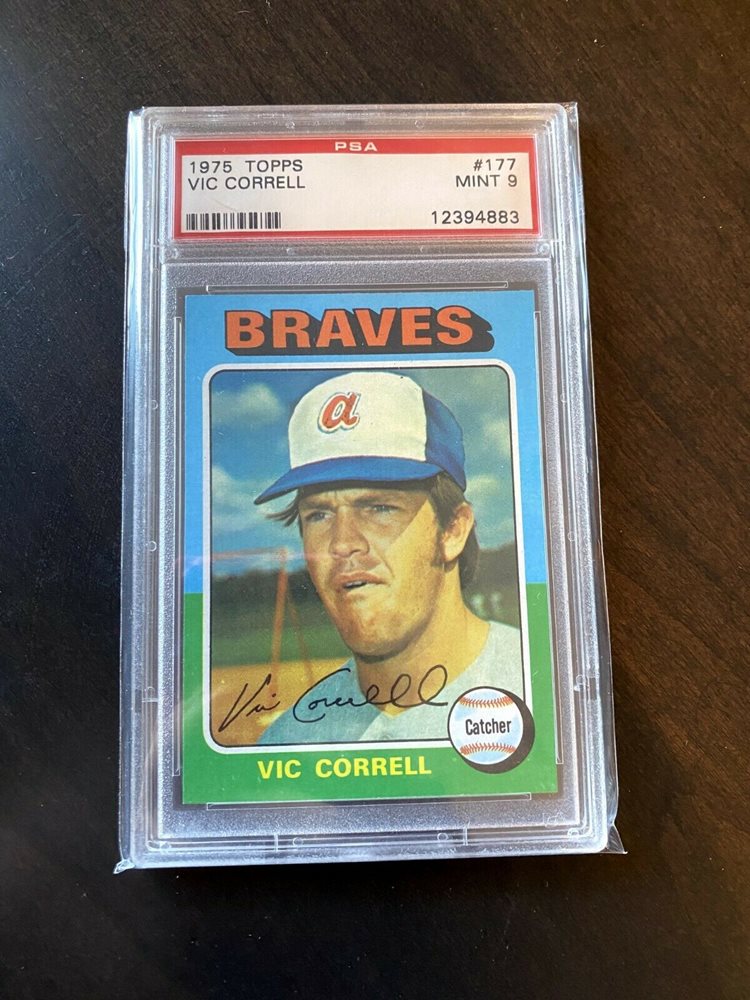 PSA
1975 TOPPS #177
VIC CORRELL MINT 9
12394883
BRAVES
a
Vic Correll
Catcher
VIC CORRELL